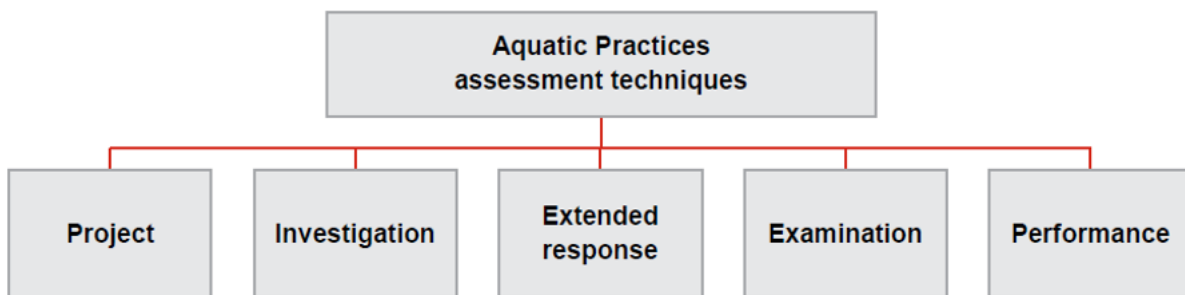 Aquatic Practices
assessment techniques
Project
Investigation
Extended
response
Examination
Performance